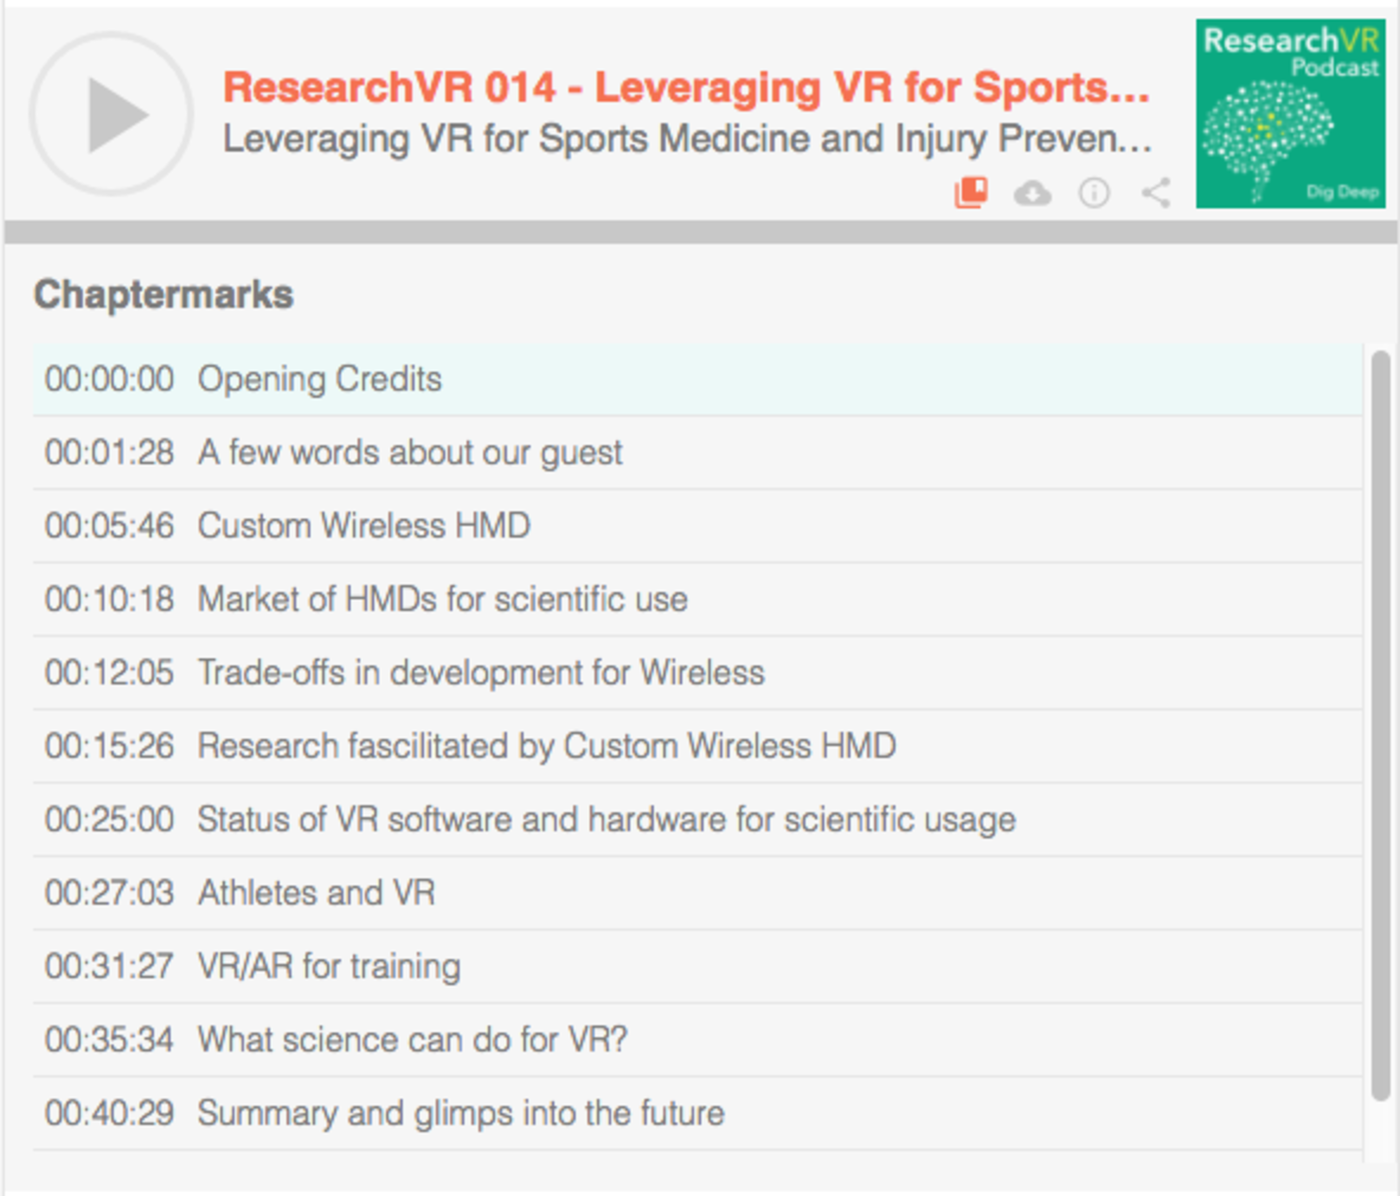 ResearchVR 014 - Leveraging VR for Sports...
Leveraging VR for Sports Medicine and Injury Preven...
ResearchVR
Podcast
Dig Deep
Chaptermarks
00:00:00 Opening Credits
00:01:28 A few words about our guest
00:05:46 Custom Wireless HMD
00:10:18 Market of HMDs for scientific use
00:12:05 Trade-offs in development for Wireless
00:15:26 Research fascilitated by Custom Wireless HMD
00:25:00 Status of VR software and hardware for scientific usage
00:27:03 Athletes and VR
00:31:27 VR/AR for training
00:35:34 What science can do for VR?
00:40:29 Summary and glimps into the future